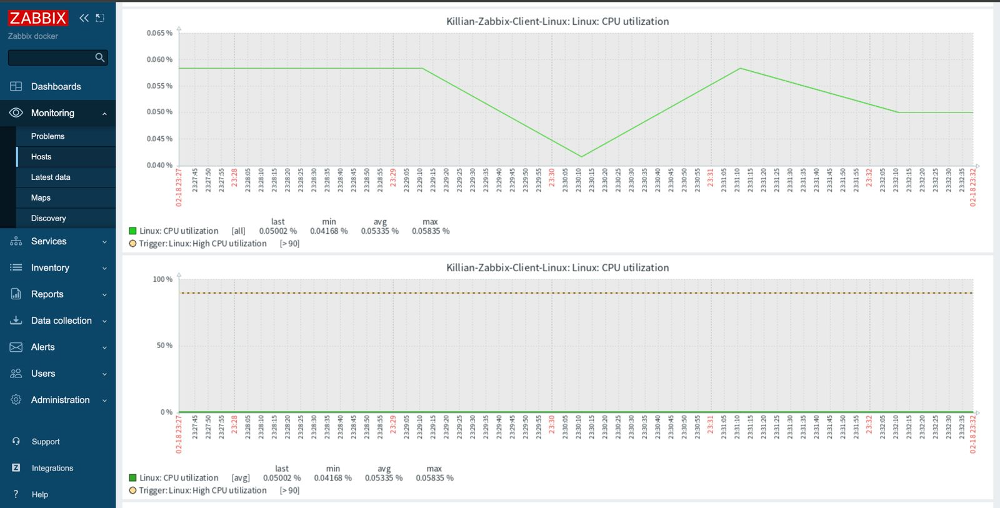 ZABBIX
Zabbix docker
Dashboards
Monitoring
Problems
Hosts
Latest data
Maps
Discovery
Services
Inventory
Reports
Data collection
Alerts
Users
Administration
Support
Integrations
Help
Killian-Zabbix-Client-Linux: Linux: CPU utilization
0.065 %
0.060 %
0.055 %
0.050 %
0.045 %
0.040 %
02-18 23:27 23:27:45 23:27:50 23:27:55 23:28 23:28:05 23:28:10 23:28:15 23:28:20 23:28:25 23:28:30 23:28:35 23:28:40 23:28:45 23:28:50 23:28:55 23:29 23:29:05 23:29:10 23:29:15 23:29:20 23:29:25 23:29:30 23:29:35 23:29:40 23:29:45 23:29:50 23:29:55 23:30 23:30:05 23:30:10 23:30:15 23:30:20 23:30:25 23:30:30 23:30:35 23:30:40 23:30:45 23:30:50 23:30:55 23:31 23:31:05 23:31:10 23:31:15 23:31:20 23:31:25 23:31:30 23:31:35 23:31:40 23:31:45 23:31:50 23:31:55 23:32 23:32:05 23:32:10 23:32:15 23:32:20 23:32:25 23:32:30 23:32:35 02-18 23:32
last min avg max
Linux: CPU utilization [all] 0.05002 % 0.04168 % 0.05335 % 0.05835 %
Trigger: Linux: High CPU utilization [> 90]
Killian-Zabbix-Client-Linux: Linux: CPU utilization
100 %
50 %
0 %
02-18 23:27 23:27:45 23:27:50 23:27:55 23:28 23:28:05 23:28:10 23:28:15 23:28:20 23:28:25 23:28:30 23:28:35 23:28:40 23:28:45 23:28:50 23:28:55 23:29 23:29:05 23:29:10 23:29:15 23:29:20 23:29:25 23:29:30 23:29:35 23:29:40 23:29:45 23:29:50 23:29:55 23:30 23:30:05 23:30:10 23:30:15 23:30:20 23:30:25 23:30:30 23:30:35 23:30:40 23:30:45 23:30:50 23:30:55 23:31 23:31:05 23:31:10 23:31:15 23:31:20 23:31:25 23:31:30 23:31:35 23:31:40 23:31:45 23:31:50 23:31:55 23:32 23:32:05 23:32:10 23:32:15 23:32:20 23:32:25 23:32:30 23:32:35 02-18 23:32
last min avg max
Linux: CPU utilization [avg] 0.05002 % 0.04168 % 0.05335 % 0.05835 %
Trigger: Linux: High CPU utilization [> 90]